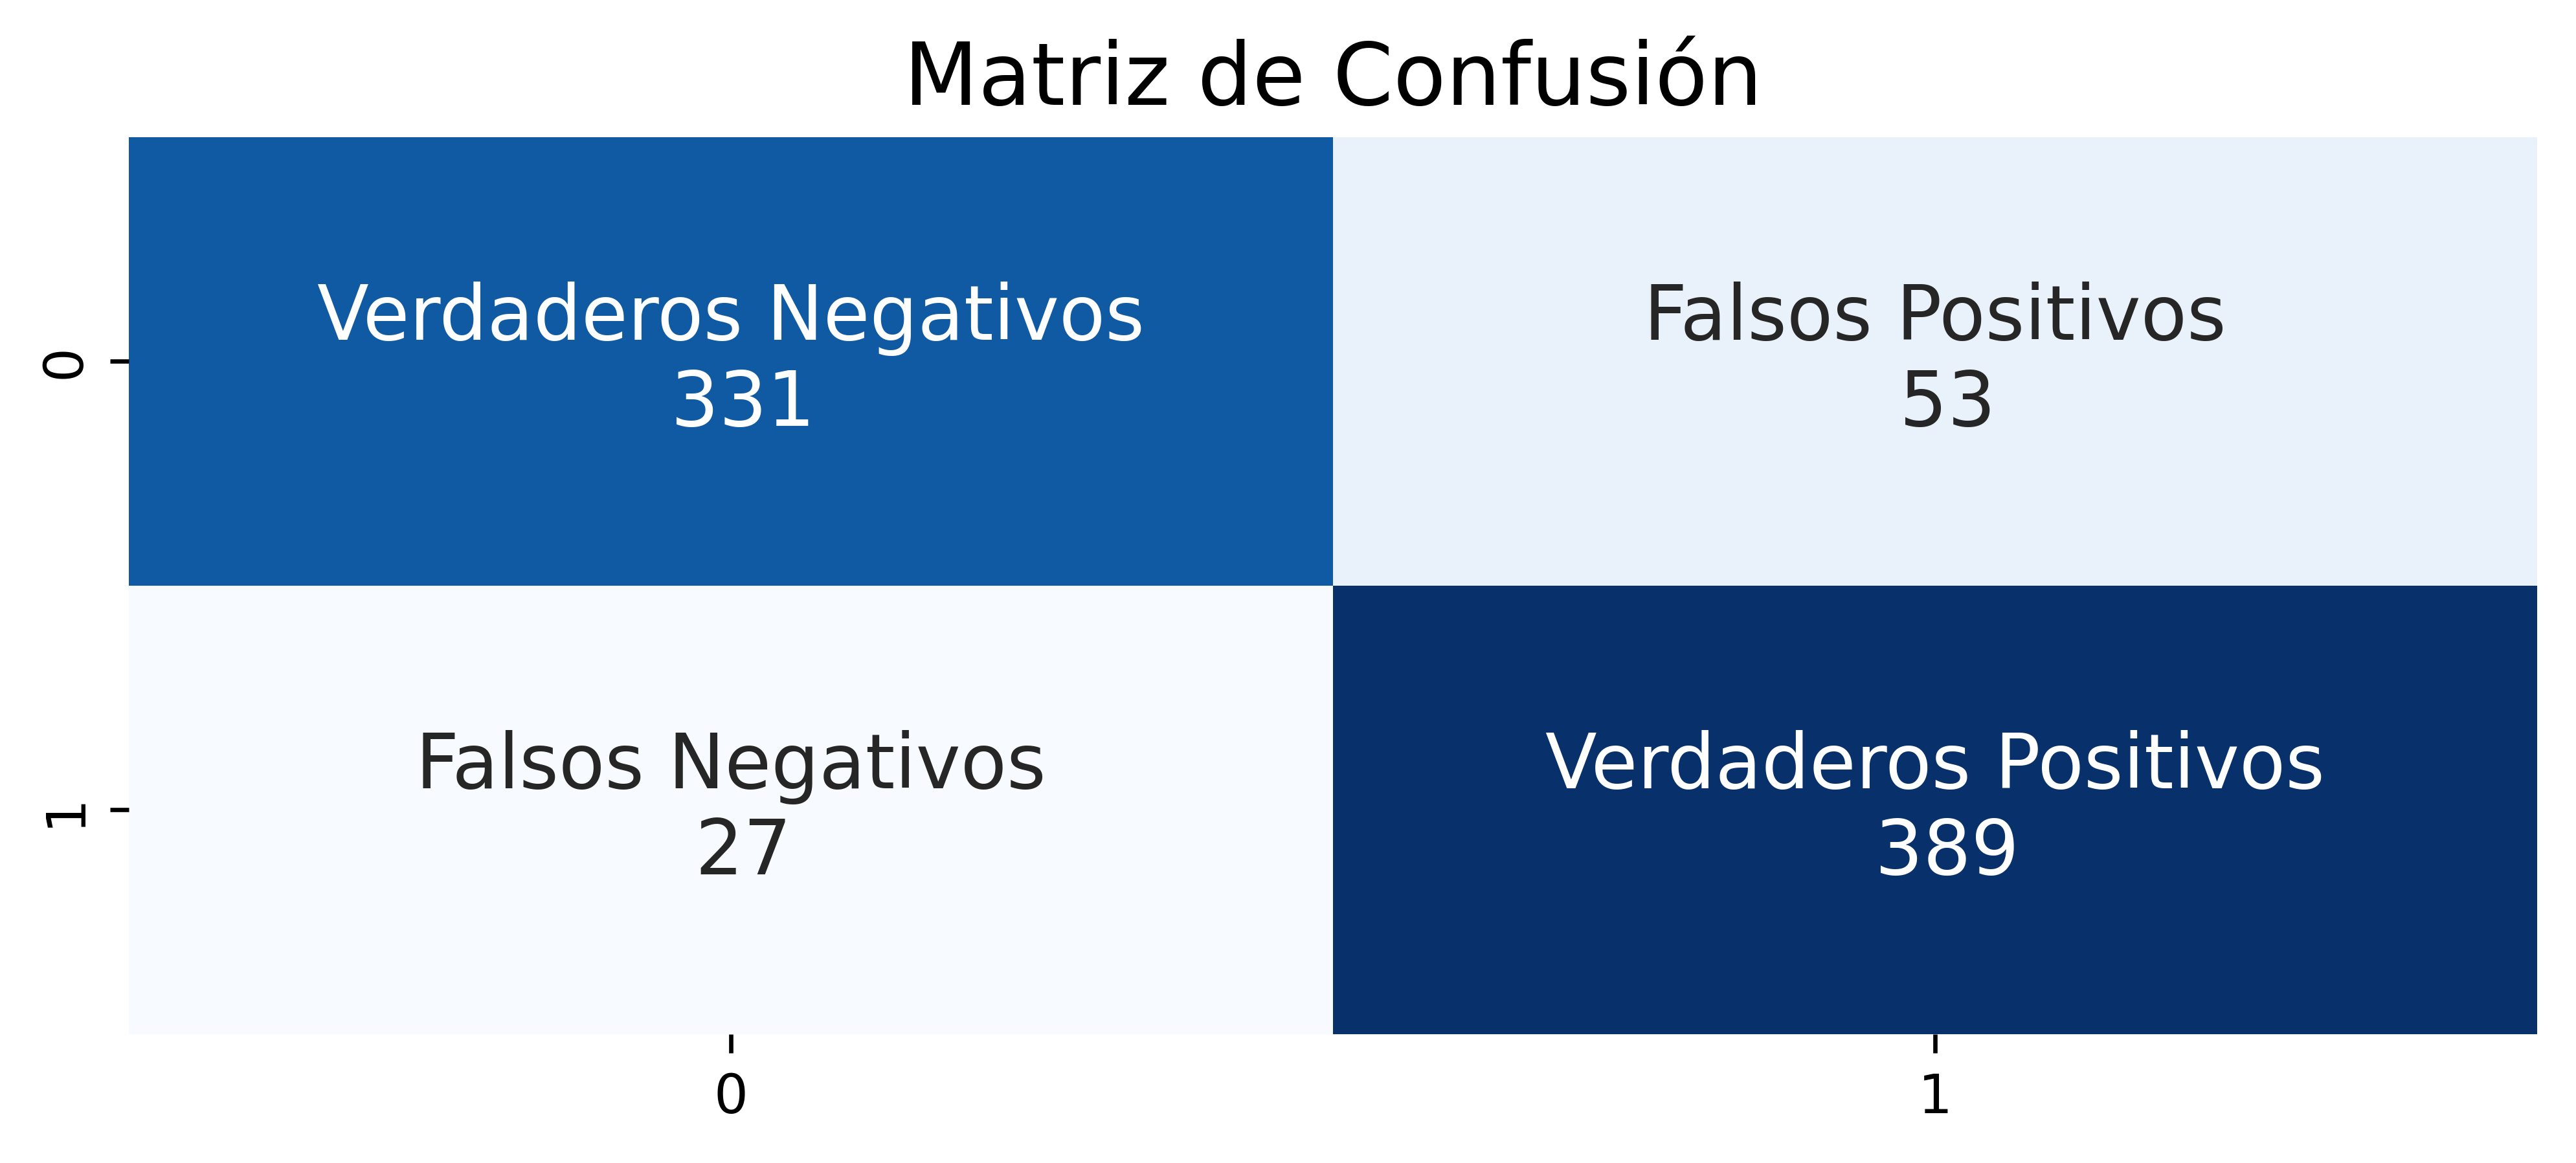 Matriz de Confusión
0
Verdaderos Negativos
331
Falsos Positivos
53
1
Falsos Negativos
27
Verdaderos Positivos
389
0
1